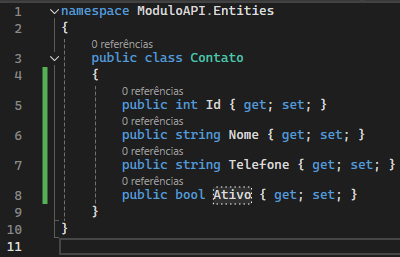 1 namespace ModuloAPI.Entities
2 {
0 referências
3 public class Contato
4 {
0 referências
5 public int Id { get; set; }
0 referências
6 public string Nome { get; set; }
0 referências
7 public string Telefone { get; set; }
0 referências
8 public bool Ativo { get; set; }
9 }
10 }
11